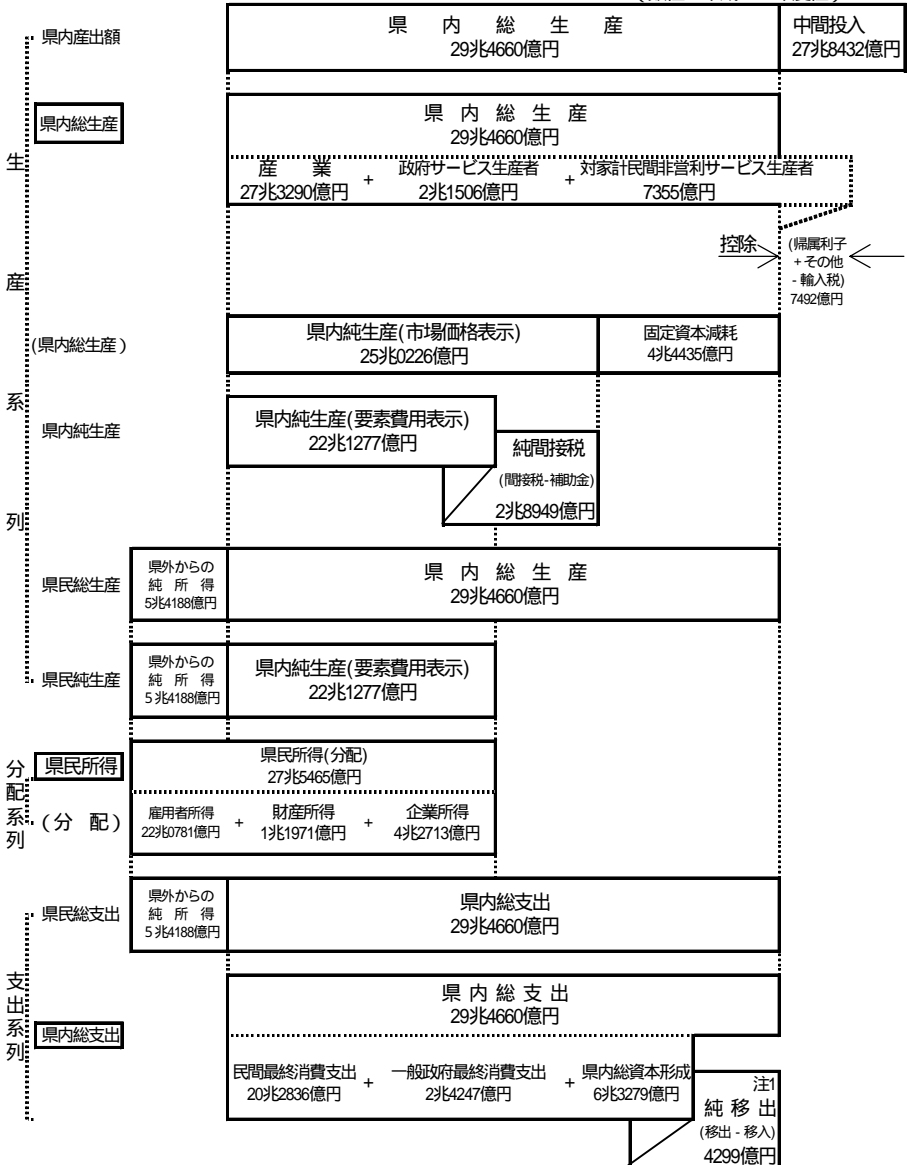 県内産出額
県内総生産
29兆4660億円
中間投入
27兆8432億円
県内総生産
県内総生産
29兆4660億円
産業
27兆3290億円
+
政府サービス生産者
2兆1506億円
+
対家計民間非営利サービス生産者
7355億円
控除
(帰属利子
+その他
-輸入税)
7492億円
生産系列
(県内総生産)
県内純生産(市場価格表示)
25兆0226億円
固定資本減耗
4兆4435億円
県内純生産
県内純生産(要素費用表示)
22兆1277億円
純間接税
(間接税-補助金)
2兆8949億円
県民総生産
県外からの
純所得
5兆4188億円
県内総生産
29兆4660億円
県民純生産
県外からの
純所得
5兆4188億円
県内純生産(要素費用表示)
22兆1277億円
分配系列
県民所得
(分配)
県民所得(分配)
27兆5465億円
雇用者所得
22兆0781億円
+
財産所得
1兆1971億円
+
企業所得
4兆2713億円
支出系列
県民総支出
県外からの
純所得
5兆4188億円
県内総支出
29兆4660億円
県内総支出
県内総支出
29兆4660億円
民間最終消費支出
20兆2836億円
+
一般政府最終消費支出
2兆4247億円
+
県内総資本形成
6兆3279億円
注1
純移出
(移出-移入)
4299億円